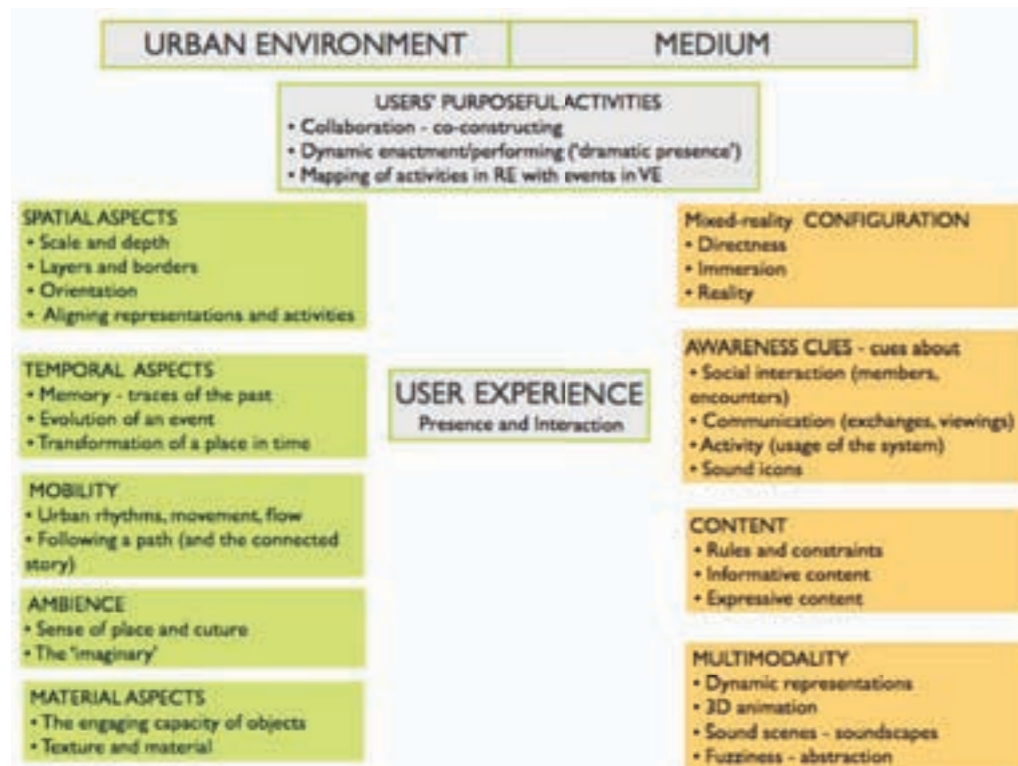 URBAN ENVIRONMENT
MEDIUM
USERS' PURPOSEFUL ACTIVITIES
• Collaboration - co-constructing
• Dynamic enactment/performing ('dramatic presence')
• Mapping of activities in RE with events in VE
SPATIAL ASPECTS
• Scale and depth
• Layers and borders
• Orientation
• Aligning representations and activities
TEMPORAL ASPECTS
• Memory - traces of the past
• Evolution of an event
• Transformation of a place in time
MOBILITY
• Urban rhythms, movement, flow
• Following a path (and the connected
story)
AMBIENCE
• Sense of place and cuture
• The 'imaginary'
MATERIAL ASPECTS
• The engaging capacity of objects
• Texture and material
USER EXPERIENCE
Presence and Interaction
Mixed-reality CONFIGURATION
• Directness
• Immersion
• Reality
AWARENESS CUES - cues about
• Social interaction (members,
encounters)
• Communication (exchanges, viewings)
• Activity (usage of the system)
• Sound icons
CONTENT
• Rules and constraints
• Informative content
• Expressive content
MULTIMODALITY
• Dynamic representations
• 3D animation
• Sound scenes - soundscapes
• Fuzziness - abstraction